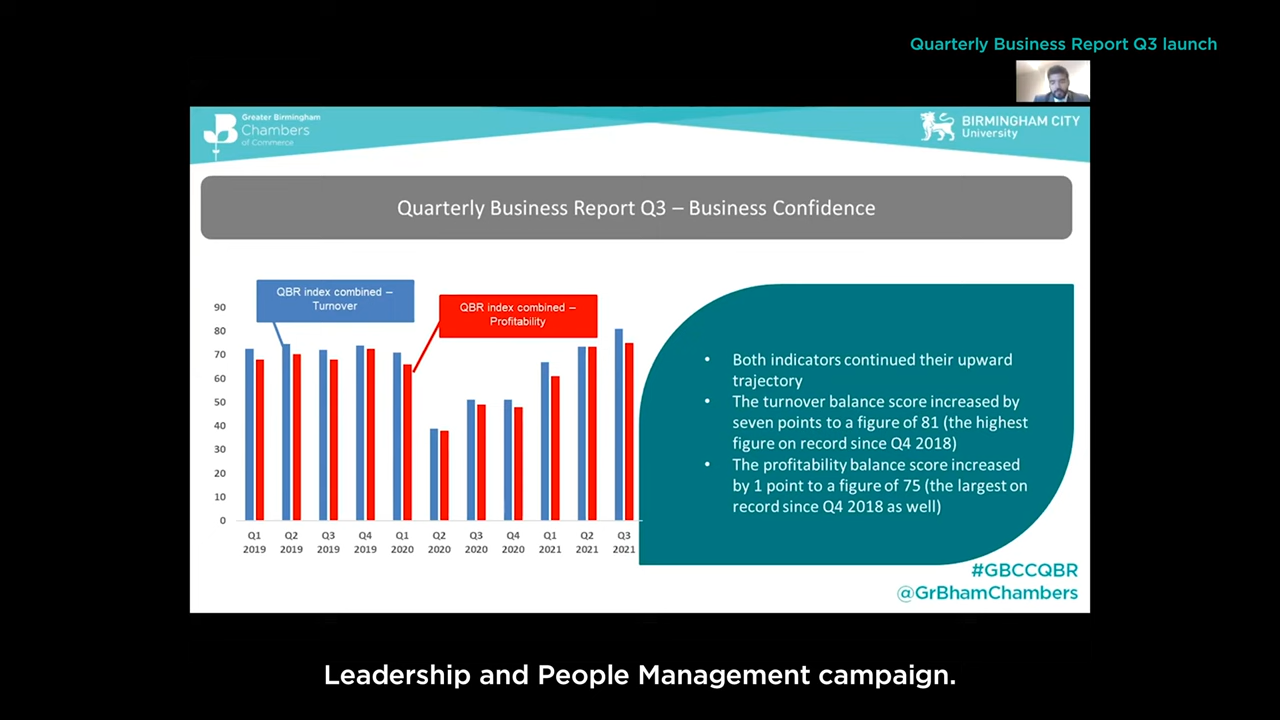 Quarterly Business Report Q3 launch
Greater Birmingham
Chambers
of Commerce
BIRMINGHAM CITY
University
Quarterly Business Report Q3 – Business Confidence
QBR index combined –
Turnover
QBR index combined –
Profitability
90
80
70
60
50
40
30
20
10
0
Q1 Q2 Q3 Q4 Q1 Q2 Q3 Q4 Q1 Q2 Q3
2019 2019 2019 2019 2020 2020 2020 2020 2021 2021 2021
• Both indicators continued their upward
trajectory
• The turnover balance score increased by
seven points to a figure of 81 (the highest
figure on record since Q4 2018)
• The profitability balance score increased
by 1 point to a figure of 75 (the largest on
record since Q4 2018 as well)
#GBCCQBR
@GrBhamChambers
Leadership and People Management campaign.